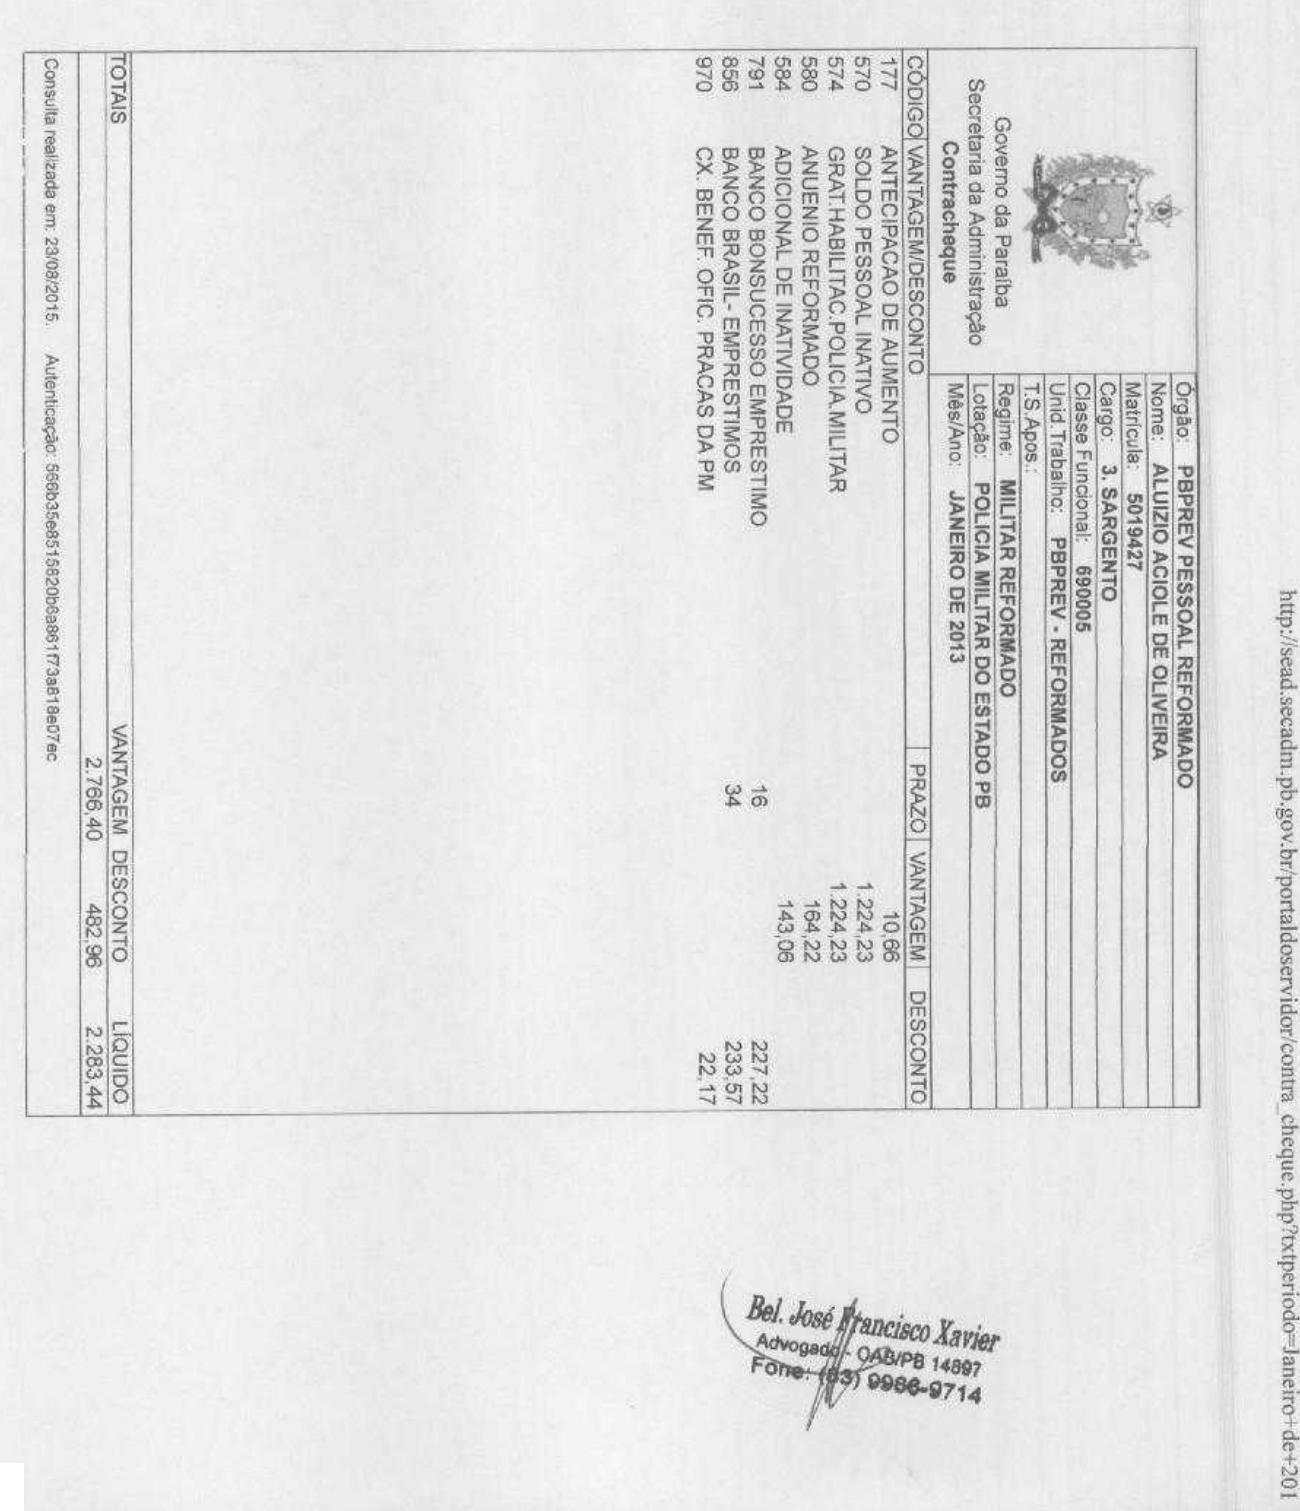 http://sead.secadm.pb.gov.br/portaldoservidor/contra_cheque.php?txtperiodo=Janeiro+de+201
Governo da Paraíba
Secretaria da Administração
Contracheque
Órgão: PBPREV PESSOAL REFORMADO
Nome: ALUIZIO ACIOLE DE OLIVEIRA
Matrícula: 5019427
Cargo: 3. SARGENTO
Classe Funcional: 690005
Unid.Trabalho: PBPREV - REFORMADOS
T.S.Apos.:
Regime: MILITAR REFORMADO
Lotação: POLICIA MILITAR DO ESTADO PB
Mês/Ano: JANEIRO DE 2013
CÓDIGO VANTAGEM/DESCONTO PRAZO VANTAGEM DESCONTO
177 ANTECIPACAO DE AUMENTO 10,66
570 SOLDO PESSOAL INATIVO 1.224,23
574 GRAT.HABILITAC.POLICIA.MILITAR 1.224,23
580 ANUENIO REFORMADO 164,22
584 ADICIONAL DE INATIVIDADE 143,06
791 BANCO BONSUCESSO EMPRESTIMO 16 227,22
856 BANCO BRASIL- EMPRESTIMOS 34 233,57
970 CX. BENEF. OFIC. PRACAS DA PM 22,17
TOTAIS VANTAGEM DESCONTO LÍQUIDO
2.766,40 482,96 2.283,44
Consulta realizada em: 23/08/2015. Autenticação: 566b35e8515820b6a861f73a818e07ec
Bel. José Francisco Xavier
Advogado - OAB/PB 14897
Fone: (83) 9986-9714